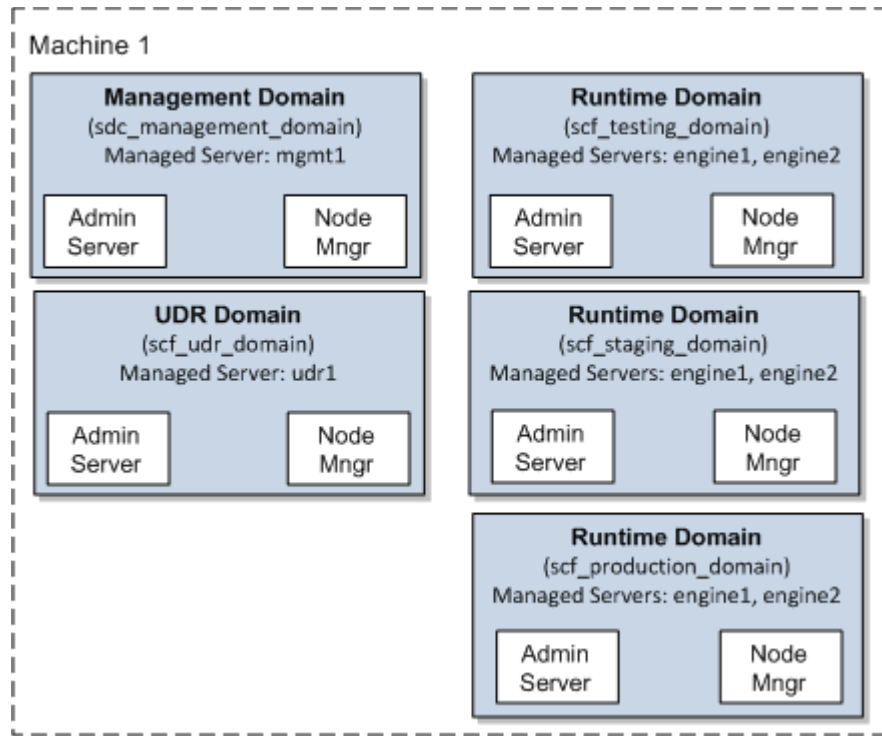 Machine 1
Management Domain
(sdc_management_domain)
Managed Server: mgmt1
Admin
Server
Node
Mngr
UDR Domain
(scf_udr_domain)
Managed Server: udr1
Admin
Server
Node
Mngr
Runtime Domain
(scf_testing_domain)
Managed Servers: engine1, engine2
Admin
Server
Node
Mngr
Runtime Domain
(scf_staging_domain)
Managed Servers: engine1, engine2
Admin
Server
Node
Mngr
Runtime Domain
(scf_production_domain)
Managed Servers: engine1, engine2
Admin
Server
Node
Mngr